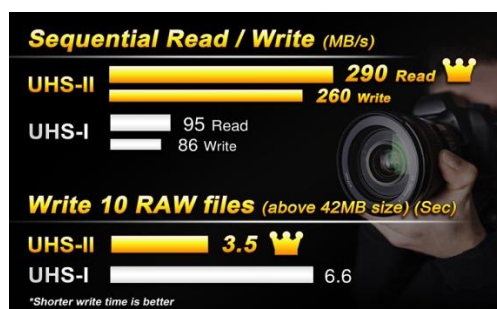 Sequential Read / Write (MB/s)
UHS-II
290 Read
260 Write
UHS-I
95 Read
86 Write
Write 10 RAW files (above 42MB size) (Sec)
UHS-II 3.5
UHS-I 6.6
*Shorter write time is better